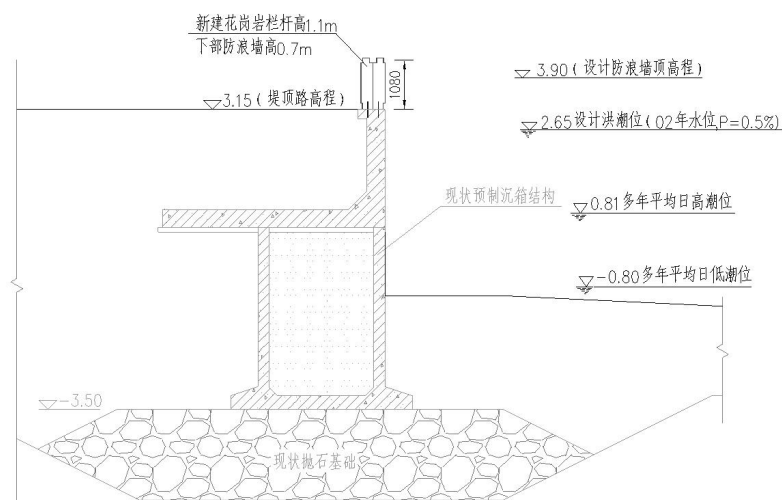 新建花岗岩栏杆高1.1m
下部防浪墙高0.7m
1080
3.90(设计防浪墙顶高程)
3.15(堤顶路高程)
2.65设计洪潮位(02年水位,P=0.5%)
现状预制沉箱结构
0.81多年平均日高潮位
-0.80多年平均日低潮位
-3.50
现状抛石基础